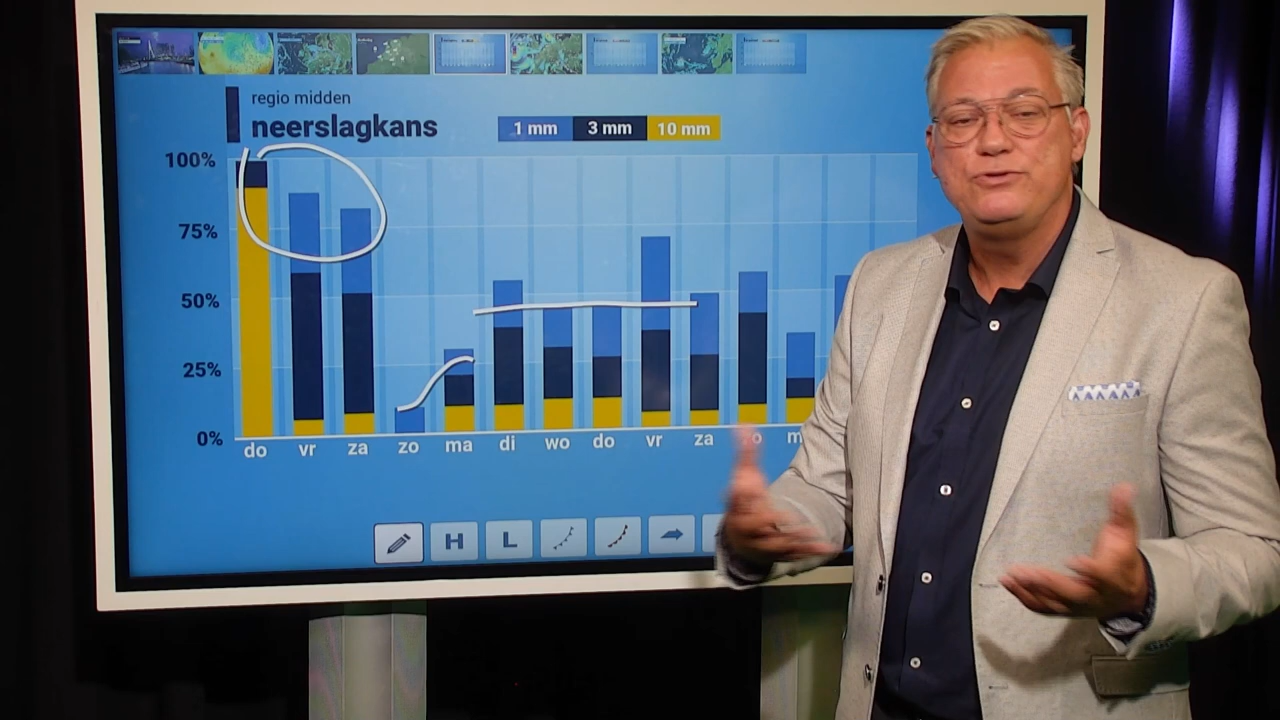 regio midden
neerslagkans
1 mm 3 mm 10 mm
100%
75%
50%
25%
0%
do vr za zo ma di wo do vr za zo m
H L